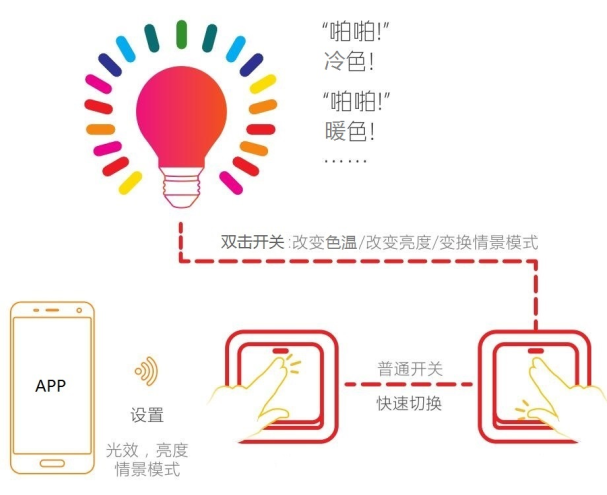 “啪啪!”
冷色!
“啪啪!”
暖色!
······
双击开关:改变色温/改变亮度/变换情景模式
APP
设置
光效，亮度
情景模式
普通开关
快速切换